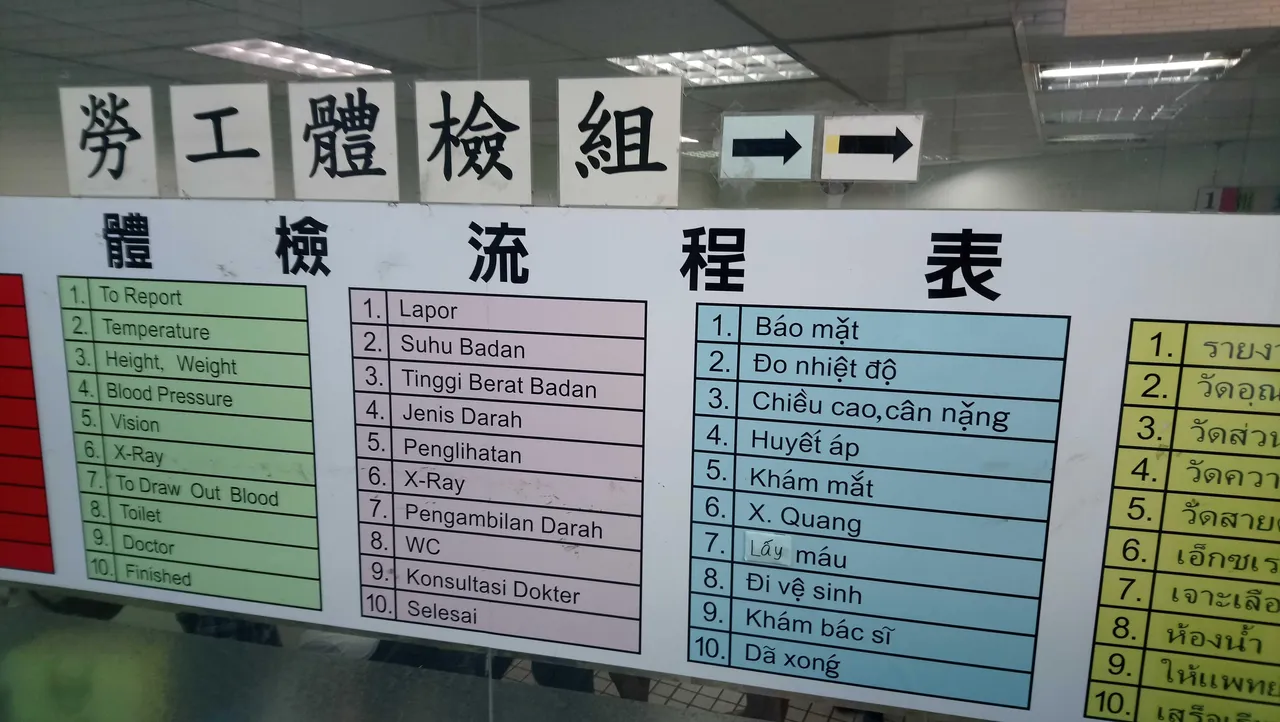 勞工體檢組
體檢流程表
1. To Report
2. Temperature
3. Height, Weight
4. Blood Pressure
5. Vision
6. X-Ray
7. To Draw Out Blood
8. Toilet
9. Doctor
10. Finished
1. Lapor
2. Suhu Badan
3. Tinggi Berat Badan
4. Jenis Darah
5. Penglihatan
6. X-Ray
7. Pengambilan Darah
8. WC
9. Konsultasi Dokter
10. Selesai
1. Báo mặt
2. Đo nhiệt độ
3. Chiều cao,cân nặng
4. Huyết áp
5. Khám mắt
6. X. Quang
7. Lấy máu
8. Đi vệ sinh
9. Khám bác sĩ
10. Dã xong
1.
2.
3.
4.
5.
6.
7.
8. ห้องน้ำ
9.
10.